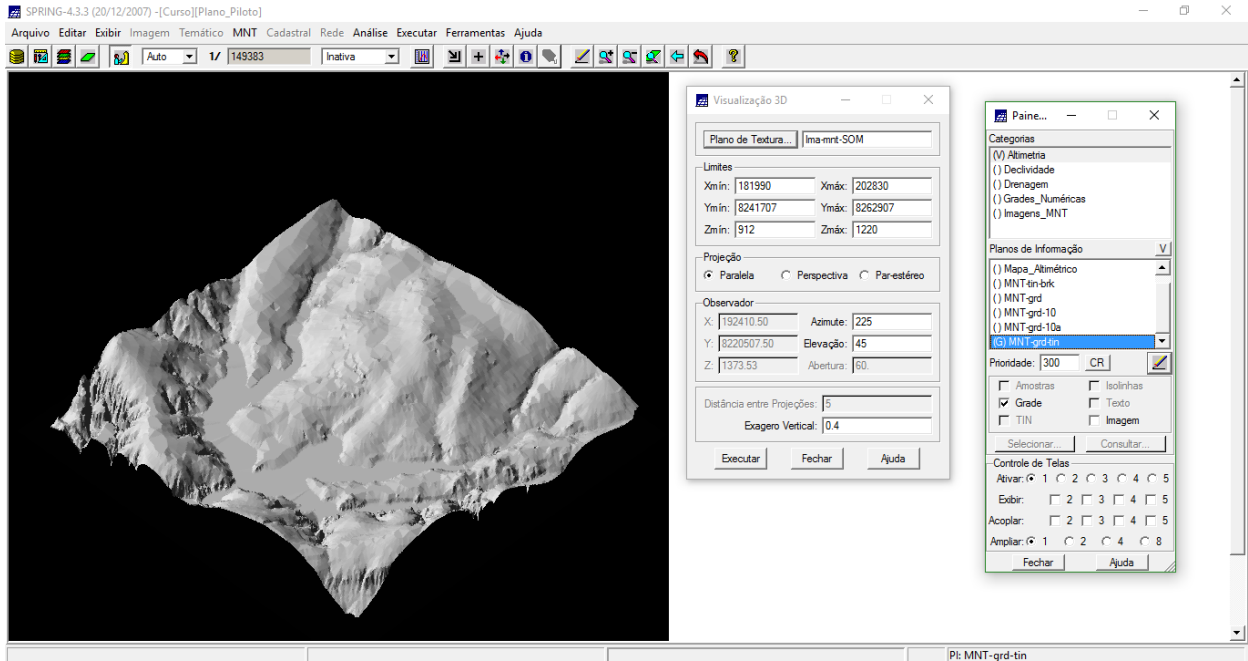 SPRING-4.3.3 (20/12/2007) -[Curso][Plano_Piloto]
Arquivo Editar Exibir Imagem Temático MNT Cadastral Rede Análise Executar Ferramentas Ajuda
Auto 1/ 149383 Inativa
Visualização 3D
Plano de Textura... Ima-mnt-SOM
Limites
Xmín: 181990 Xmáx: 202830
Ymín: 8241707 Ymáx: 8262907
Zmín: 912 Zmáx: 1220
Projeção
Paralela Perspectiva Par-estéreo
Observador
X: 192410.50 Azimute: 225
Y: 8220507.50 Elevação: 45
Z: 1373.53 Abertura: 60.
Distância entre Projeções: 5
Exagero Vertical: 0.4
Executar Fechar Ajuda
Paine...
Categorias
(V) Altimetria
( ) Declividade
( ) Drenagem
( ) Grades_Numéricas
( ) Imagens_MNT
Planos de Informação V
( ) Mapa_Altimétrico
( ) MNT-tin-brk
( ) MNT-grd
( ) MNT-grd-10
( ) MNT-grd-10a
(G) MNT-grd-tin
Prioridade: 300 CR
Amostras Isolinhas
Grade Texto
TIN Imagem
Selecionar... Consultar...
Controle de Telas
Ativar: 1 2 3 4 5
Exibir: 2 3 4 5
Acoplar: 2 3 4 5
Ampliar: 1 2 4 8
Fechar Ajuda
PI: MNT-grd-tin